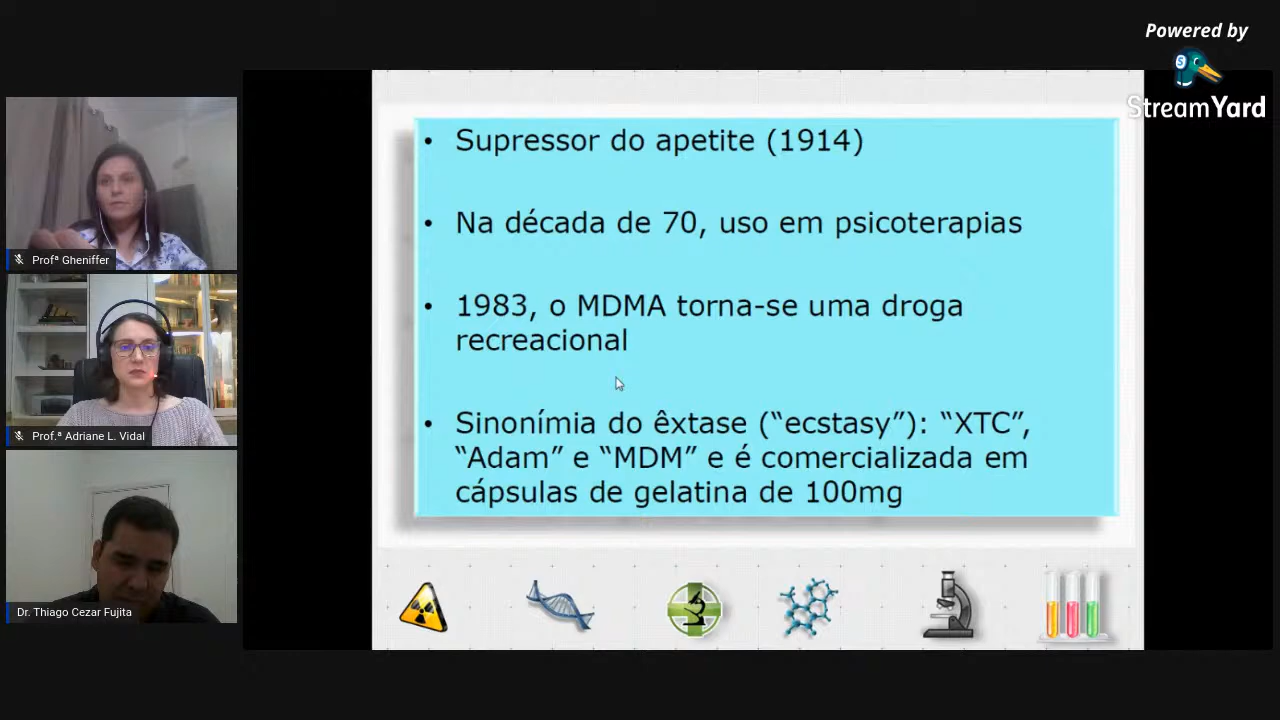 Powered by
StreamYard
Profª Gheniffer
Prof.ª Adriane L. Vidal
Dr. Thiago Cezar Fujita
• Supressor do apetite (1914)
• Na década de 70, uso em psicoterapias
• 1983, o MDMA torna-se uma droga
recreacional
• Sinonímia do êxtase (“ecstasy”): “XTC”,
“Adam” e “MDM” e é comercializada em
cápsulas de gelatina de 100mg